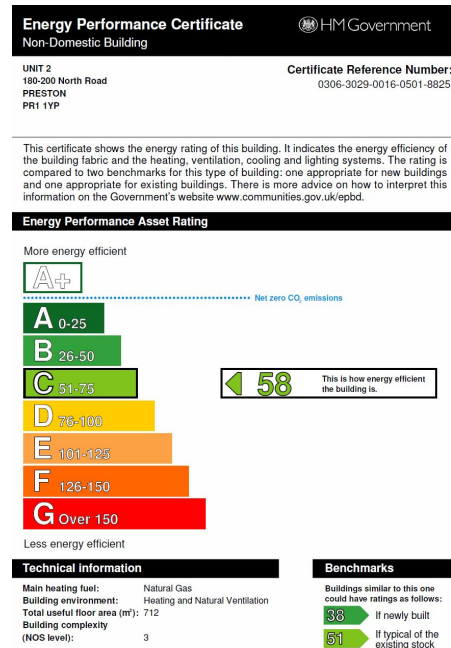 Energy Performance Certificate
Non-Domestic Building
HM Government
UNIT 2
180-200 North Road
PRESTON
PR1 1YP
Certificate Reference Number:
0306-3029-0016-0501-8825
This certificate shows the energy rating of this building. It indicates the energy efficiency of
the building fabric and the heating, ventilation, cooling and lighting systems. The rating is
compared to two benchmarks for this type of building: one appropriate for new buildings
and one appropriate for existing buildings. There is more advice on how to interpret this
information on the Government's website www.communities.gov.uk/epbd.
Energy Performance Asset Rating
More energy efficient
A+
Net zero CO₂ emissions
A 0-25
B 26-50
C 51-75
58
This is how energy efficient
the building is.
D 76-100
E 101-125
F 126-150
G Over 150
Less energy efficient
Technical information
Main heating fuel: Natural Gas
Building environment: Heating and Natural Ventilation
Total useful floor area (m²): 712
Building complexity
(NOS level): 3
Benchmarks
Buildings similar to this one
could have ratings as follows:
38 If newly built
51 If typical of the
existing stock